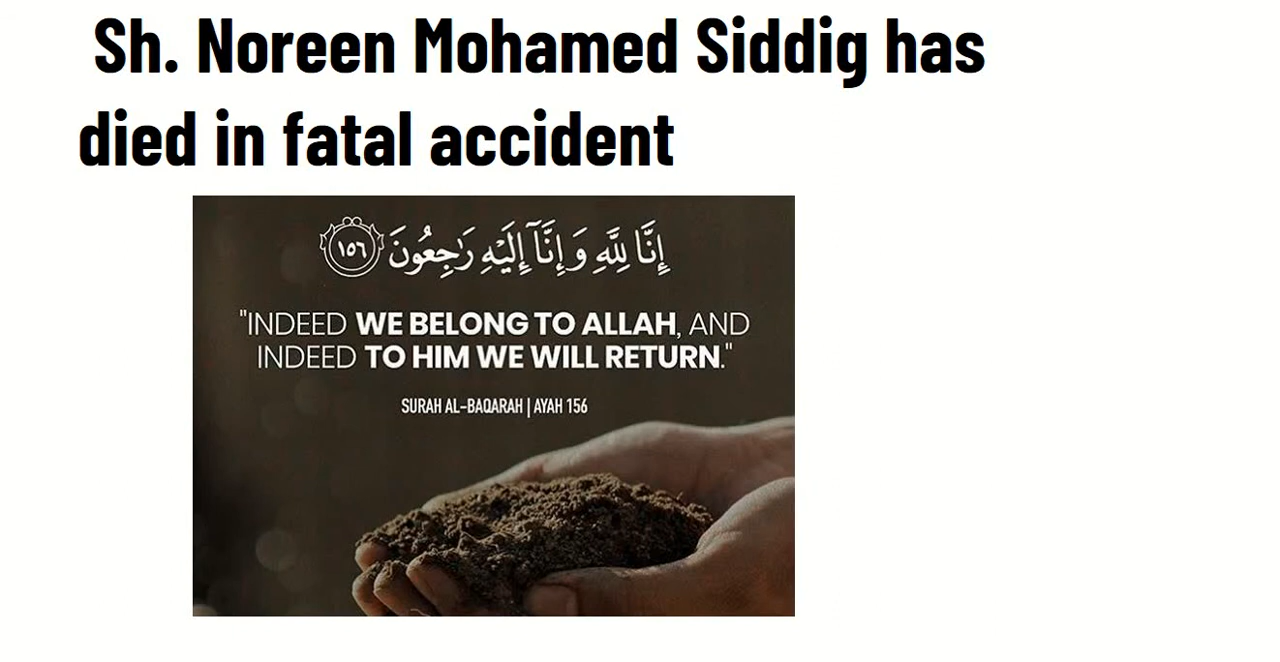 Sh. Noreen Mohamed Siddig has
died in fatal accident
إِنَّا لِلَّهِ وَإِنَّآ إِلَيْهِ رَٰجِعُونَ ١٥٦
"INDEED WE BELONG TO ALLAH, AND
INDEED TO HIM WE WILL RETURN."
SURAH AL-BAQARAH | AYAH 156